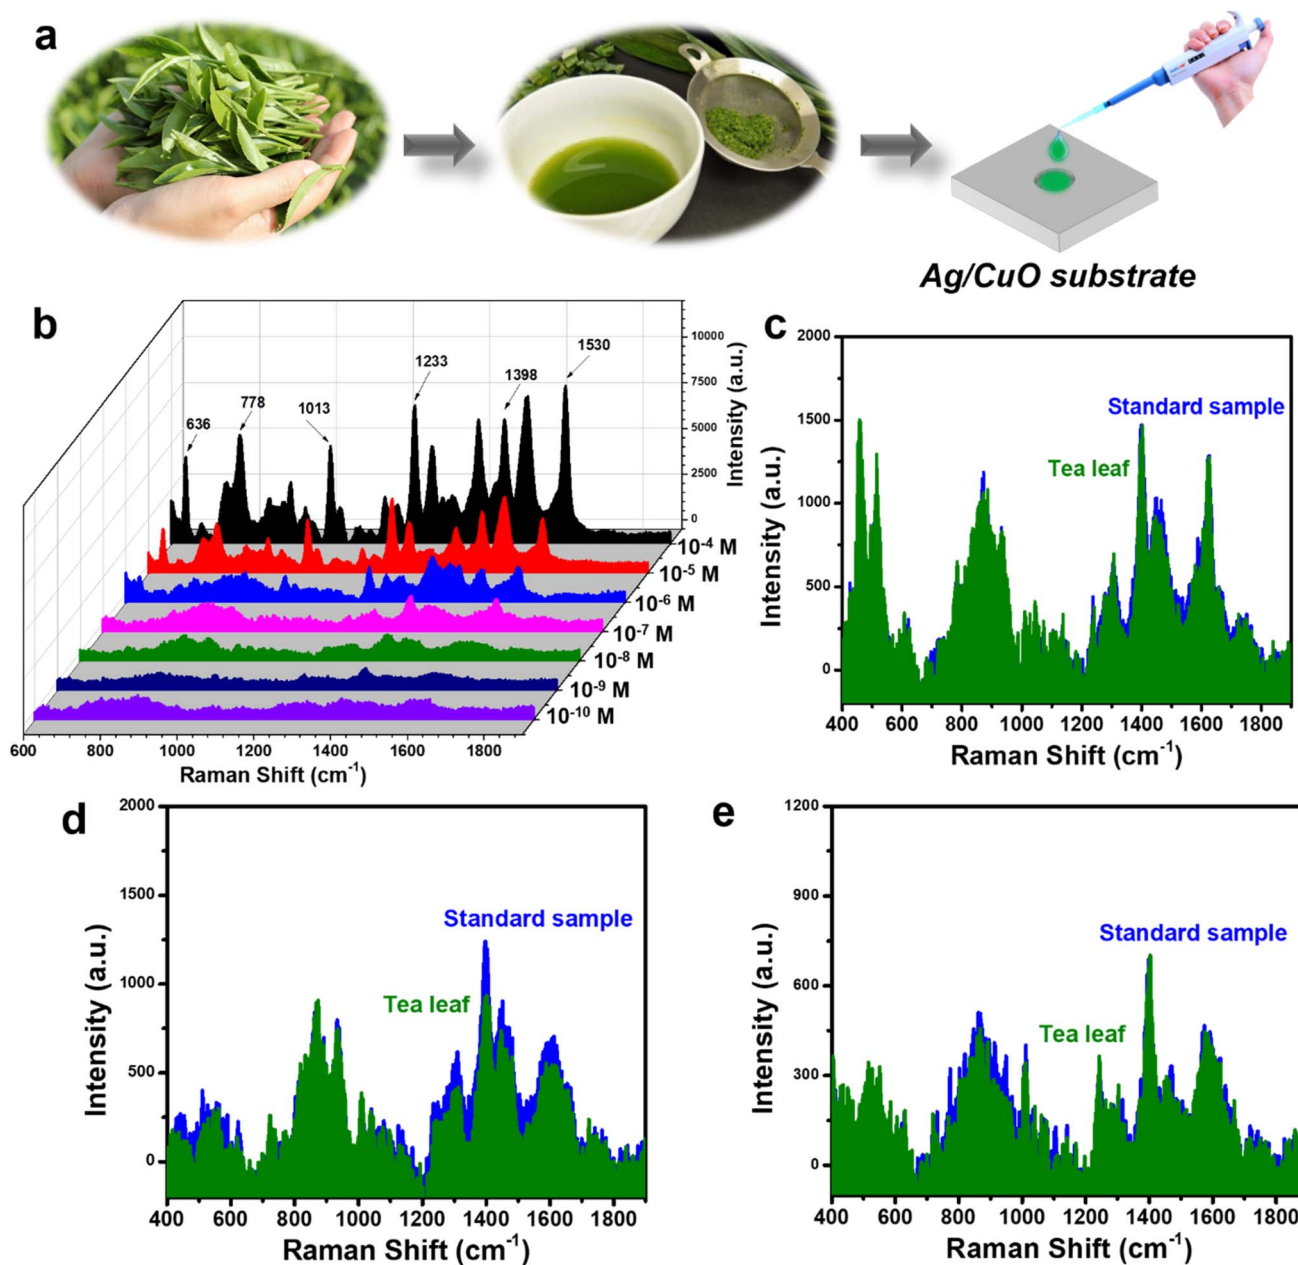 a
Ag/CuO substrate
b
636
778
1013
1233
1398
1530
10000
7500
5000
2500
0
Intensity (a.u.)
10⁻⁴ M
10⁻⁵ M
10⁻⁶ M
10⁻⁷ M
10⁻⁸ M
10⁻⁹ M
10⁻¹⁰ M
600 800 1000 1200 1400 1600 1800
Raman Shift (cm⁻¹)
c
2000
1500
1000
500
0
Intensity (a.u.)
Standard sample
Tea leaf
400 600 800 1000 1200 1400 1600 1800
Raman Shift (cm⁻¹)
d
2000
1500
1000
500
0
Intensity (a.u.)
Standard sample
Tea leaf
400 600 800 1000 1200 1400 1600 1800
Raman Shift (cm⁻¹)
e
1200
900
600
300
0
Intensity (a.u.)
Standard sample
Tea leaf
400 600 800 1000 1200 1400 1600 1800
Raman Shift (cm⁻¹)